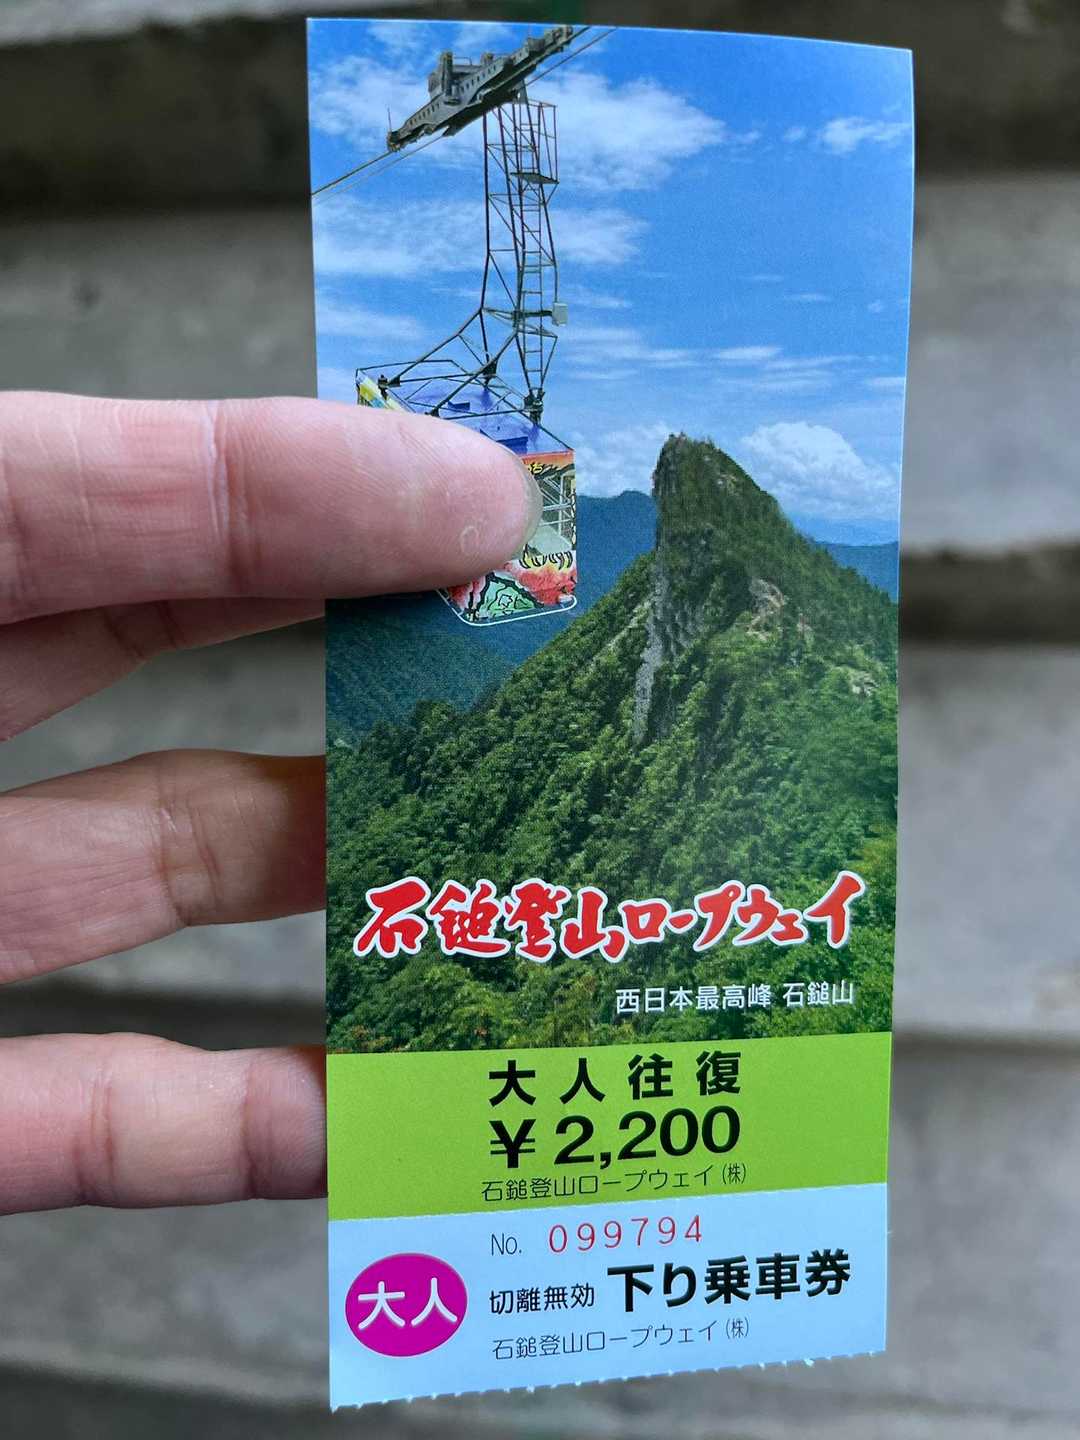 石鎚登山ロープウェイ
西日本最高峰 石鎚山
大人往復
¥2,200
石鎚登山ロープウェイ(株)
No. 099794
大人
切離無効 下り乗車券
石鎚登山ロープウェイ(株)